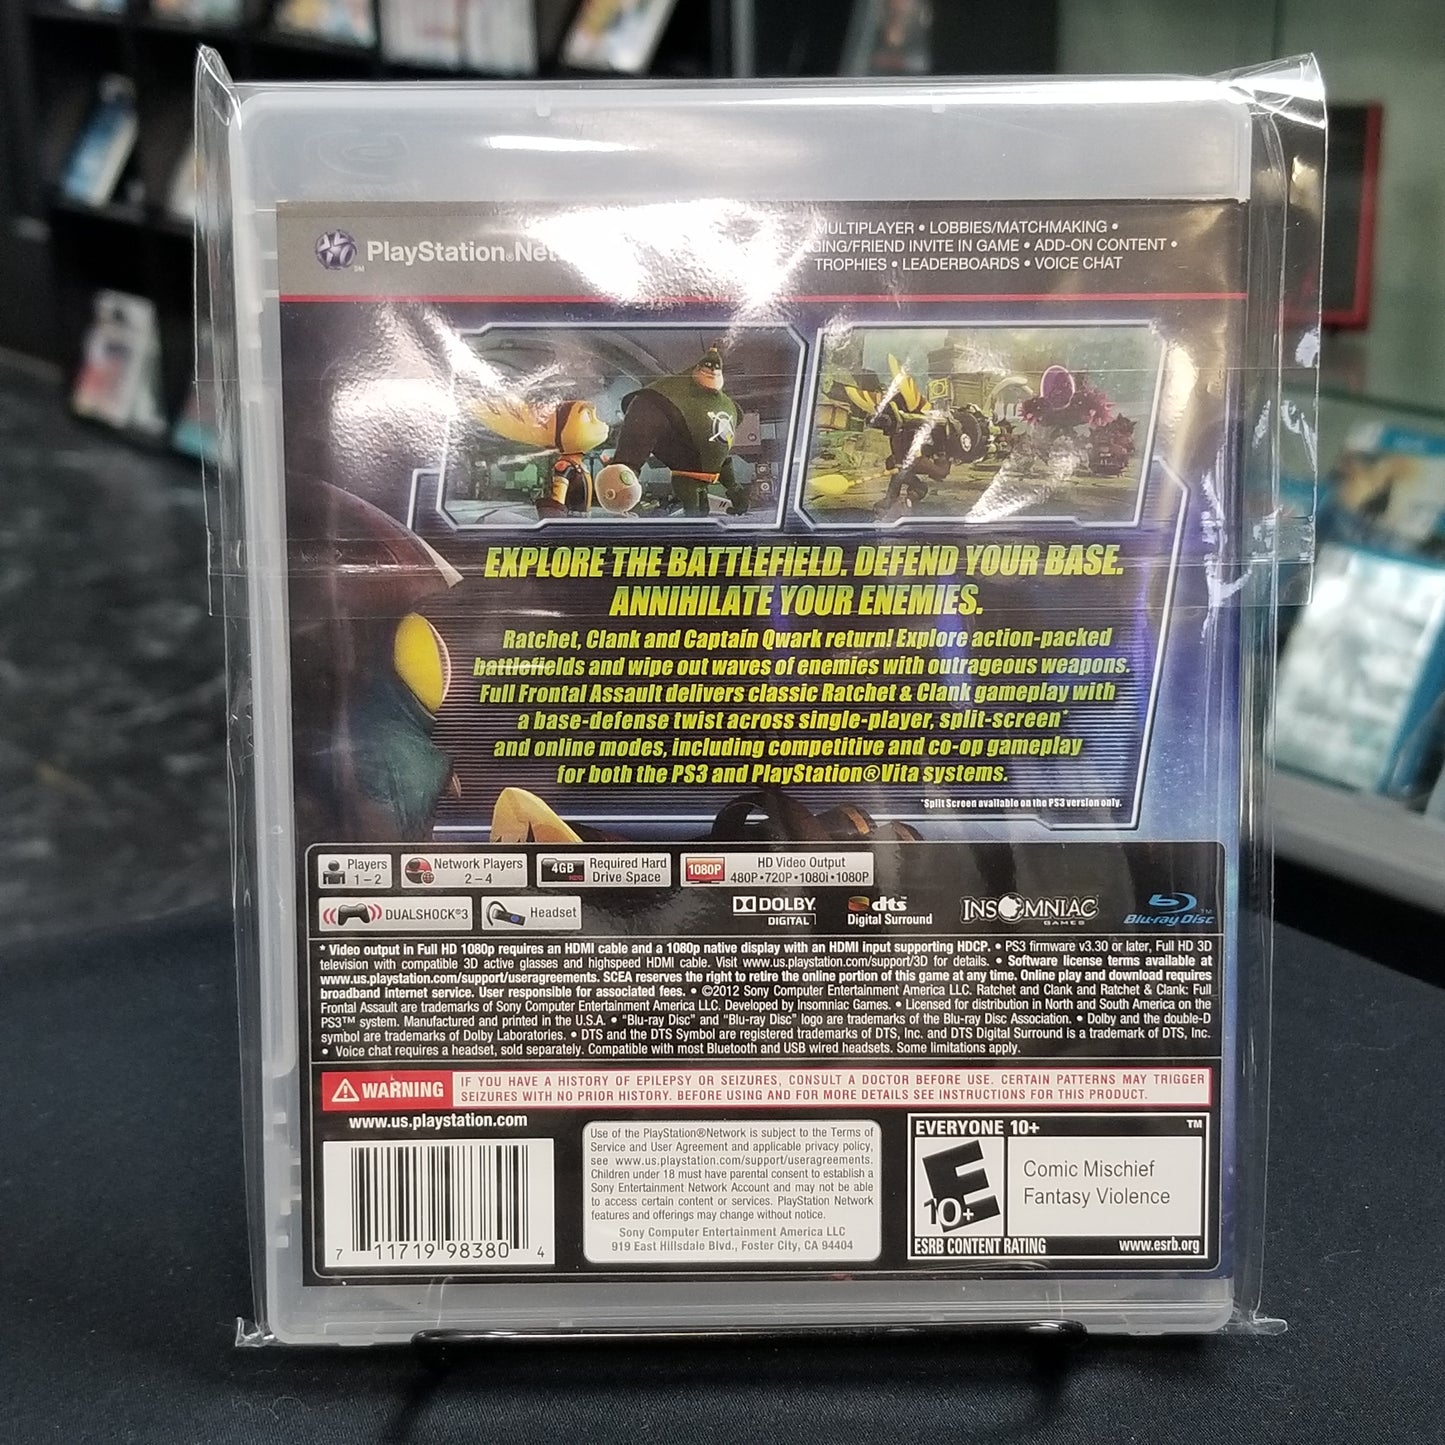 PlayStation®Net
MULTIPLAYER • LOBBIES/MATCHMAKING •
GING/FRIEND INVITE IN GAME • ADD-ON CONTENT •
TROPHIES • LEADERBOARDS • VOICE CHAT
EXPLORE THE BATTLEFIELD. DEFEND YOUR BASE.
ANNIHILATE YOUR ENEMIES.
Ratchet, Clank and Captain Qwark return! Explore action-packed
battlefields and wipe out waves of enemies with outrageous weapons.
Full Frontal Assault delivers classic Ratchet & Clank gameplay with
a base-defense twist across single-player, split-screen*
and online modes, including competitive and co-op gameplay
for both the PS3 and PlayStation®Vita systems.
*Split Screen available on the PS3 version only.
Players
1 – 2
Network Players
2 – 4
4GB
Required Hard
Drive Space
1080P
HD Video Output
480P • 720P • 1080i • 1080P
DUALSHOCK®3
Headset
DOLBY
DIGITAL
dts
Digital Surround
INSOMNIAC
GAMES
Blu-ray Disc™
* Video output in Full HD 1080p requires an HDMI cable and a 1080p native display with an HDMI input supporting HDCP. • PS3 firmware v3.30 or later, Full HD 3D
television with compatible 3D active glasses and highspeed HDMI cable. Visit www.us.playstation.com/support/3D for details. • Software license terms available at
www.us.playstation.com/support/useragreements. SCEA reserves the right to retire the online portion of this game at any time. Online play and download requires
broadband internet service. User responsible for associated fees. • ©2012 Sony Computer Entertainment America LLC. Ratchet and Clank and Ratchet & Clank: Full
Frontal Assault are trademarks of Sony Computer Entertainment America LLC. Developed by Insomniac Games. • Licensed for distribution in North and South America on the
PS3™ system. Manufactured and printed in the U.S.A. • "Blu-ray Disc" and "Blu-ray Disc" logo are trademarks of the Blu-ray Disc Association. • Dolby and the double-D
symbol are trademarks of Dolby Laboratories. • DTS and the DTS Symbol are registered trademarks of DTS, Inc. and DTS Digital Surround is a trademark of DTS, Inc.
• Voice chat requires a headset, sold separately. Compatible with most Bluetooth and USB wired headsets. Some limitations apply.
WARNING
IF YOU HAVE A HISTORY OF EPILEPSY OR SEIZURES, CONSULT A DOCTOR BEFORE USE. CERTAIN PATTERNS MAY TRIGGER
SEIZURES WITH NO PRIOR HISTORY. BEFORE USING AND FOR MORE DETAILS SEE INSTRUCTIONS FOR THIS PRODUCT.
www.us.playstation.com
7 11719 98380 4
Use of the PlayStation®Network is subject to the Terms of
Service and User Agreement and applicable privacy policy,
see www.us.playstation.com/support/useragreements.
Children under 18 must have parental consent to establish a
Sony Entertainment Network Account and may not be able
to access certain content or services. PlayStation Network
features and offerings may change without notice.
Sony Computer Entertainment America LLC
919 East Hillsdale Blvd., Foster City, CA 94404
EVERYONE 10+ ™
E
10+
Comic Mischief
Fantasy Violence
ESRB CONTENT RATING www.esrb.org